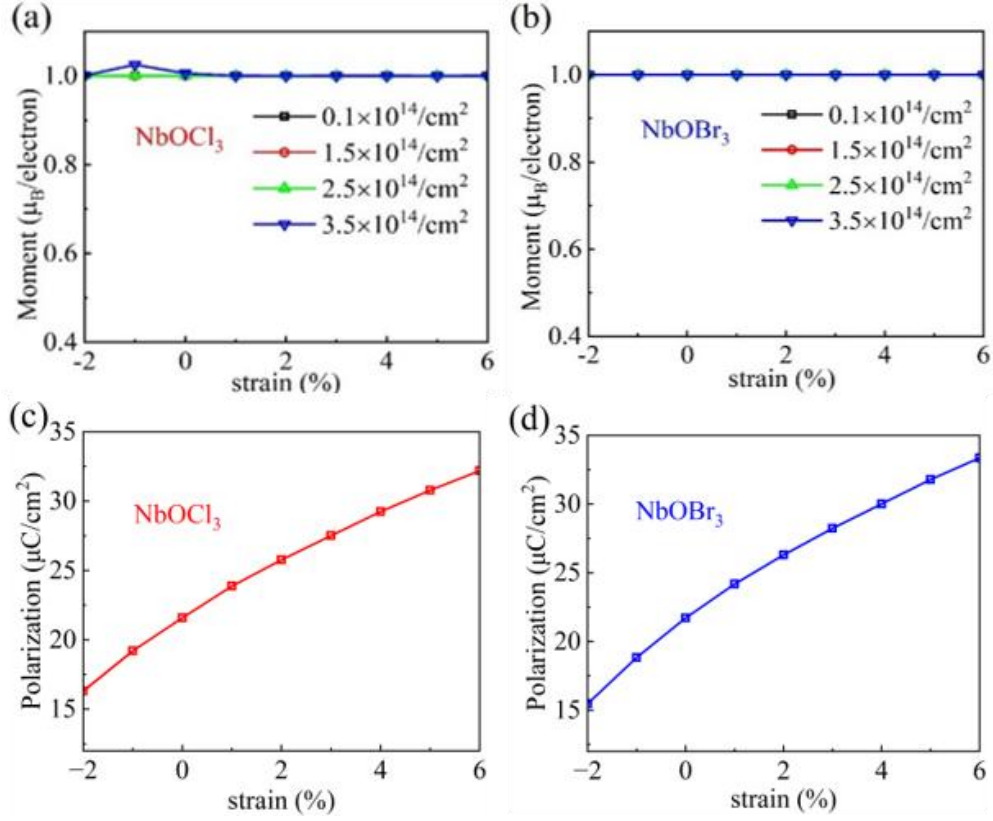 (a)
Moment (μB/electron)
1.0
0.8
0.6
0.4
NbOCl3
0.1×10^14/cm^2
1.5×10^14/cm^2
2.5×10^14/cm^2
3.5×10^14/cm^2
-2 0 2 4 6
strain (%)
(b)
Moment (μB/electron)
1.0
0.8
0.6
0.4
NbOBr3
0.1×10^14/cm^2
1.5×10^14/cm^2
2.5×10^14/cm^2
3.5×10^14/cm^2
-2 0 2 4 6
strain (%)
(c)
Polarization (μC/cm^2)
35
30
25
20
15
NbOCl3
−2 0 2 4 6
strain (%)
(d)
Polarization (μC/cm^2)
35
30
25
20
15
NbOBr3
−2 0 2 4 6
strain (%)